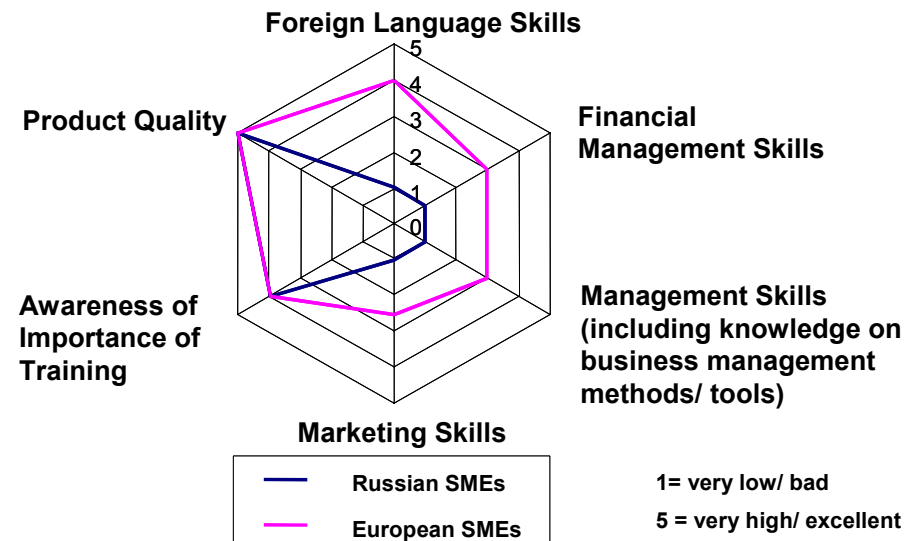 Foreign Language Skills
5
4
3
2
1
0
Product Quality
Financial
Management Skills
Awareness of
Importance of
Training
Management Skills
(including knowledge on
business management
methods/ tools)
Marketing Skills
Russian SMEs
European SMEs
1= very low/ bad
5 = very high/ excellent